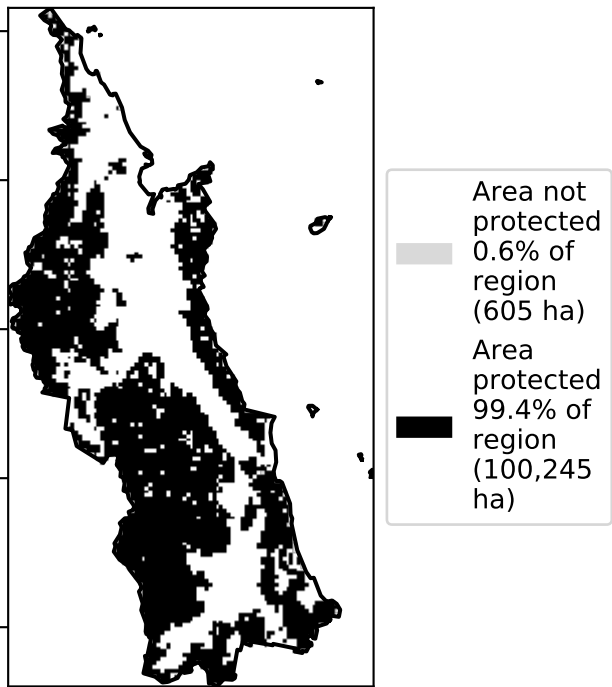 Area not
protected
0.6% of
region
(605 ha)
Area
protected
99.4% of
region
(100,245
ha)